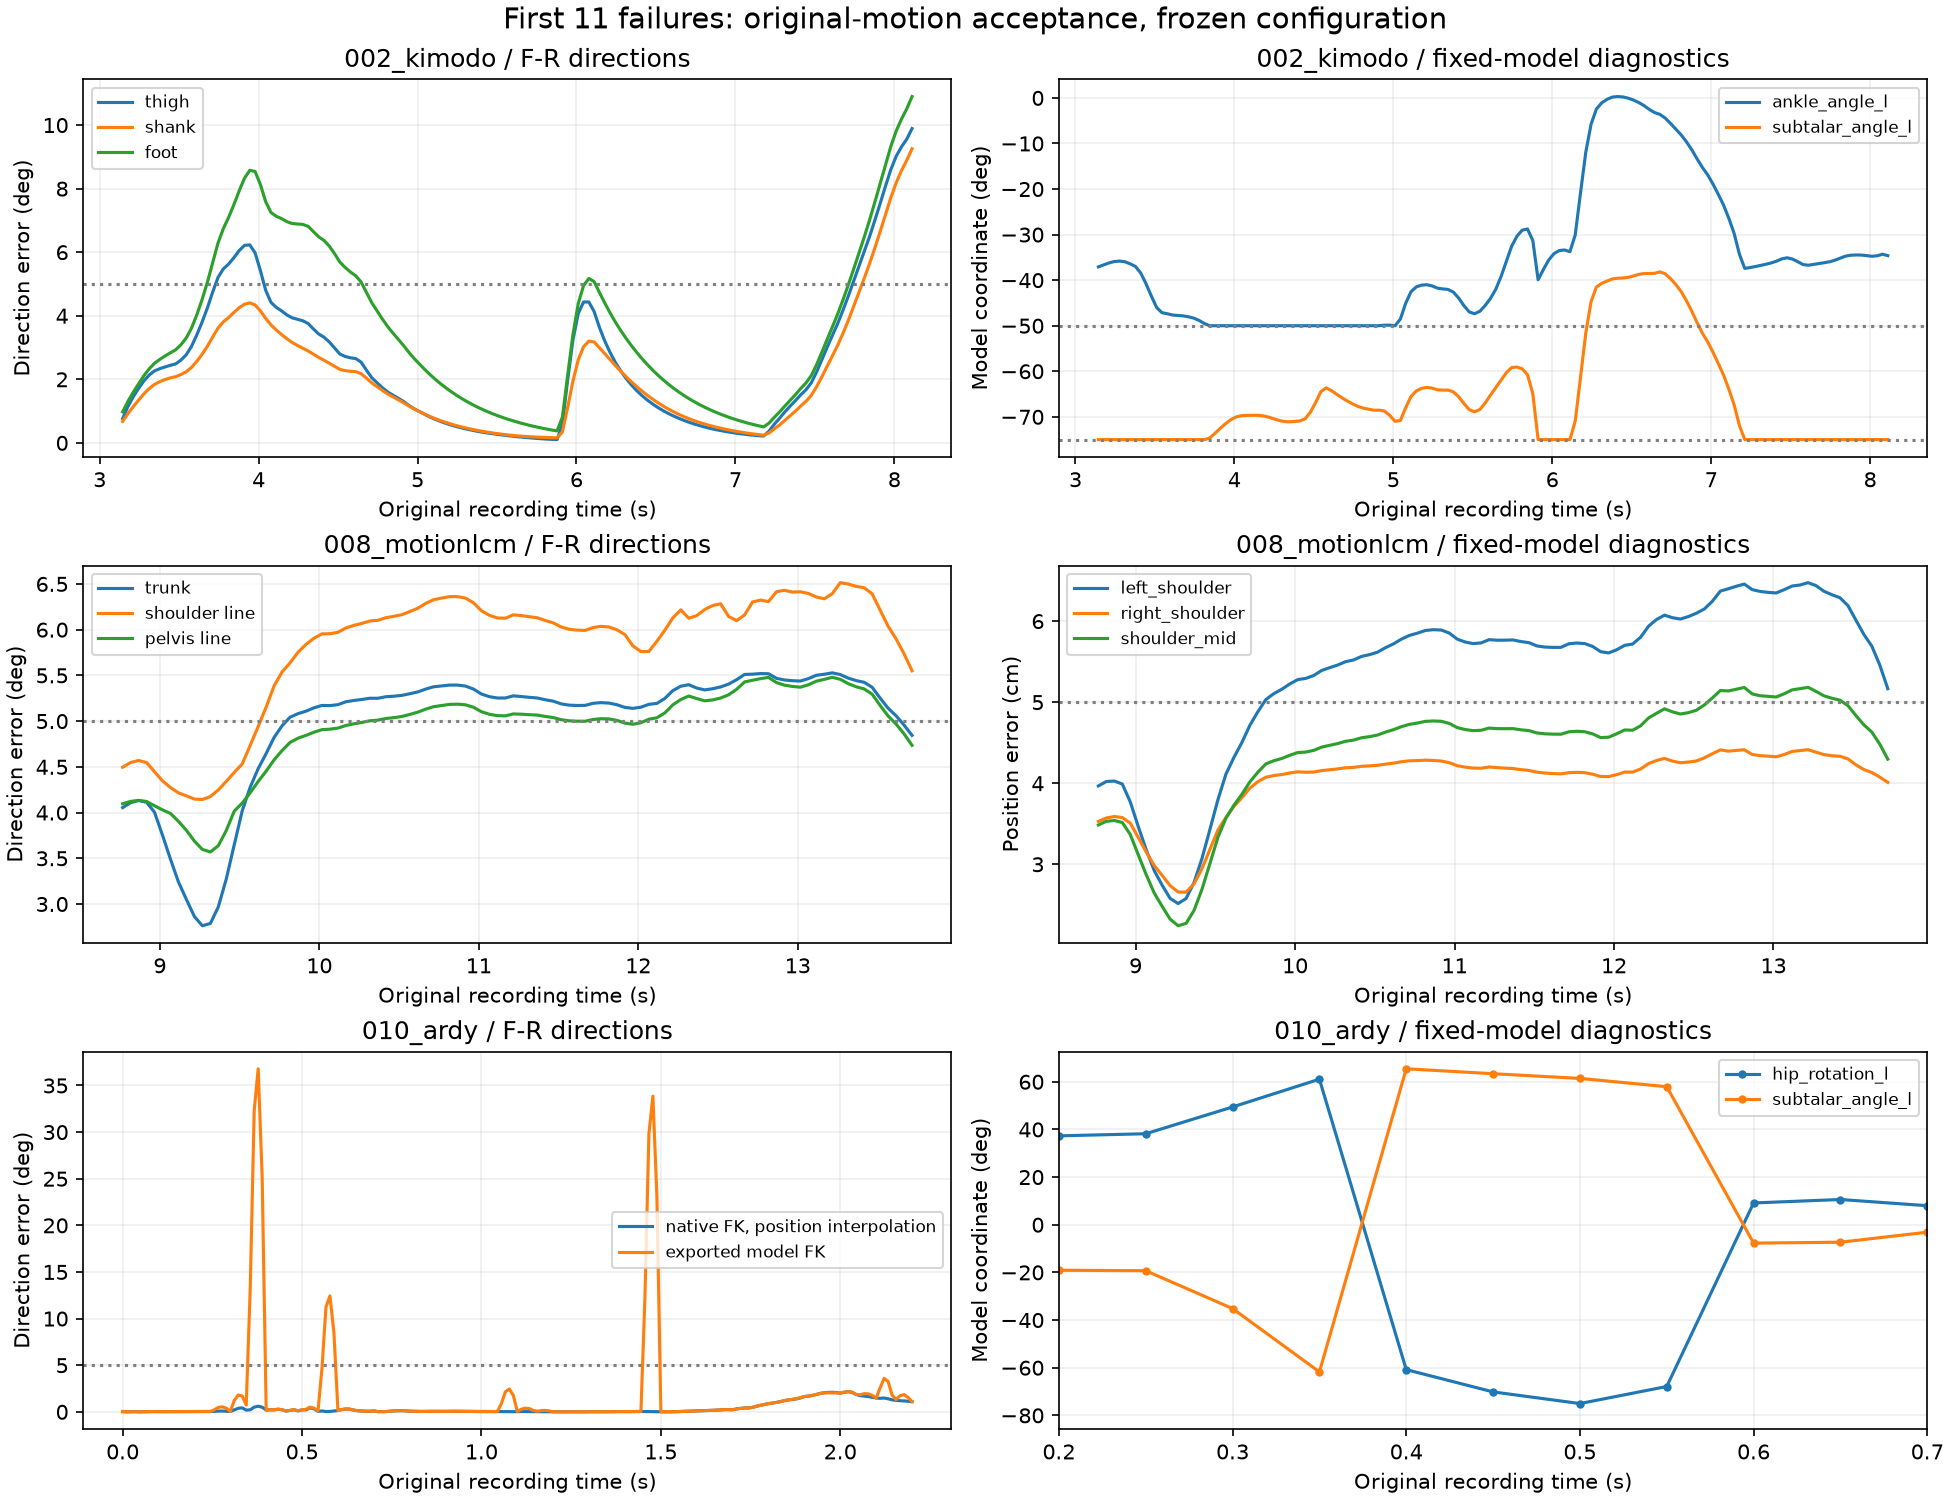 First 11 failures: original-motion acceptance, frozen configuration
002_kimodo / F-R directions
Direction error (deg)
10
8
6
4
2
0
thigh
shank
foot
3
4
5
6
7
8
Original recording time (s)
002_kimodo / fixed-model diagnostics
Model coordinate (deg)
0
−10
−20
−30
−40
−50
−60
−70
ankle_angle_l
subtalar_angle_l
3
4
5
6
7
8
Original recording time (s)
008_motionlcm / F-R directions
Direction error (deg)
6.5
6.0
5.5
5.0
4.5
4.0
3.5
3.0
trunk
shoulder line
pelvis line
9
10
11
12
13
Original recording time (s)
008_motionlcm / fixed-model diagnostics
Position error (cm)
6
5
4
3
left_shoulder
right_shoulder
shoulder_mid
9
10
11
12
13
Original recording time (s)
010_ardy / F-R directions
Direction error (deg)
35
30
25
20
15
10
5
0
native FK, position interpolation
exported model FK
0.0
0.5
1.0
1.5
2.0
Original recording time (s)
010_ardy / fixed-model diagnostics
Model coordinate (deg)
60
40
20
0
−20
−40
−60
−80
hip_rotation_l
subtalar_angle_l
0.2
0.3
0.4
0.5
0.6
0.7
Original recording time (s)